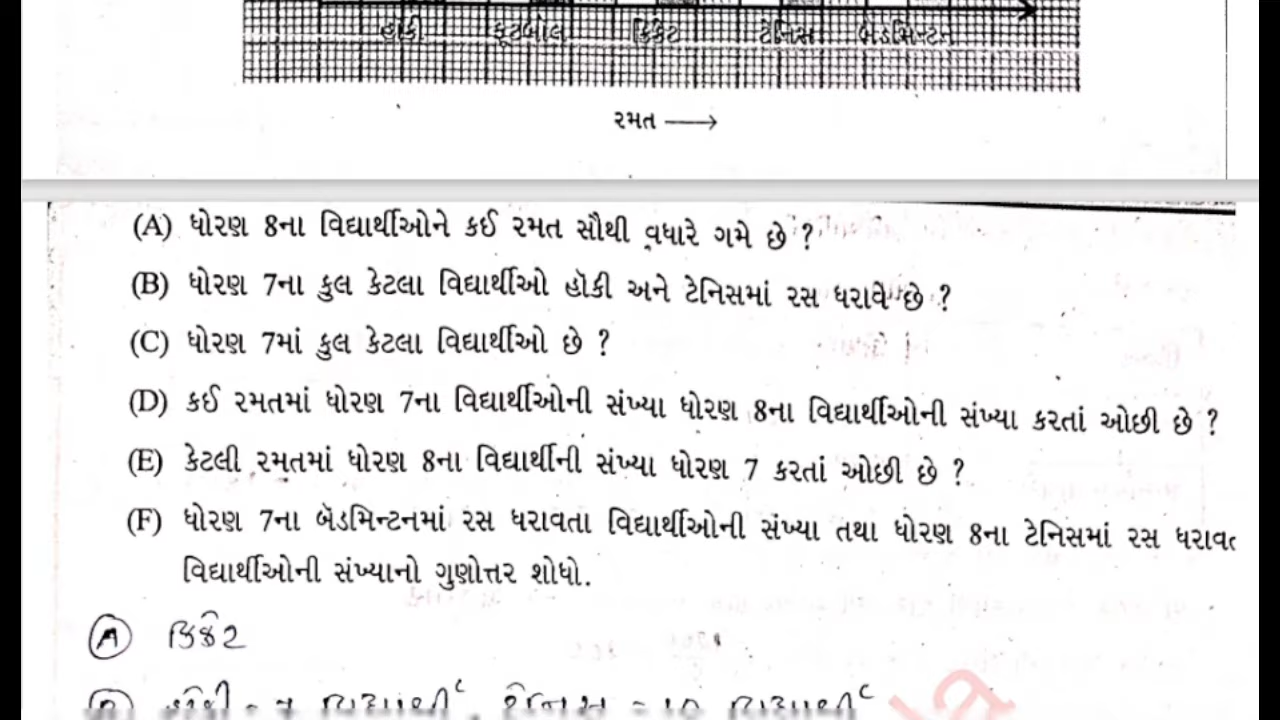 હૉકી ફૂટબૉલ ક્રિકેટ ટેનિસ બૅડમિન્ટન
રમત →
(A) ધોરણ 8ના વિદ્યાર્થીઓને કઈ રમત સૌથી વધારે ગમે છે ?
(B) ધોરણ 7ના કુલ કેટલા વિદ્યાર્થીઓ હૉકી અને ટેનિસમાં રસ ધરાવે છે ?
(C) ધોરણ 7માં કુલ કેટલા વિદ્યાર્થીઓ છે ?
(D) કઈ રમતમાં ધોરણ 7ના વિદ્યાર્થીઓની સંખ્યા ધોરણ 8ના વિદ્યાર્થીઓની સંખ્યા કરતાં ઓછી છે ?
(E) કેટલી રમતમાં ધોરણ 8ના વિદ્યાર્થીની સંખ્યા ધોરણ 7 કરતાં ઓછી છે ?
(F) ધોરણ 7ના બૅડમિન્ટનમાં રસ ધરાવતા વિદ્યાર્થીઓની સંખ્યા તથા ધોરણ 8ના ટેનિસમાં રસ ધરાવત
વિદ્યાર્થીઓની સંખ્યાનો ગુણોત્તર શોધો.
A ક્રિકેટ